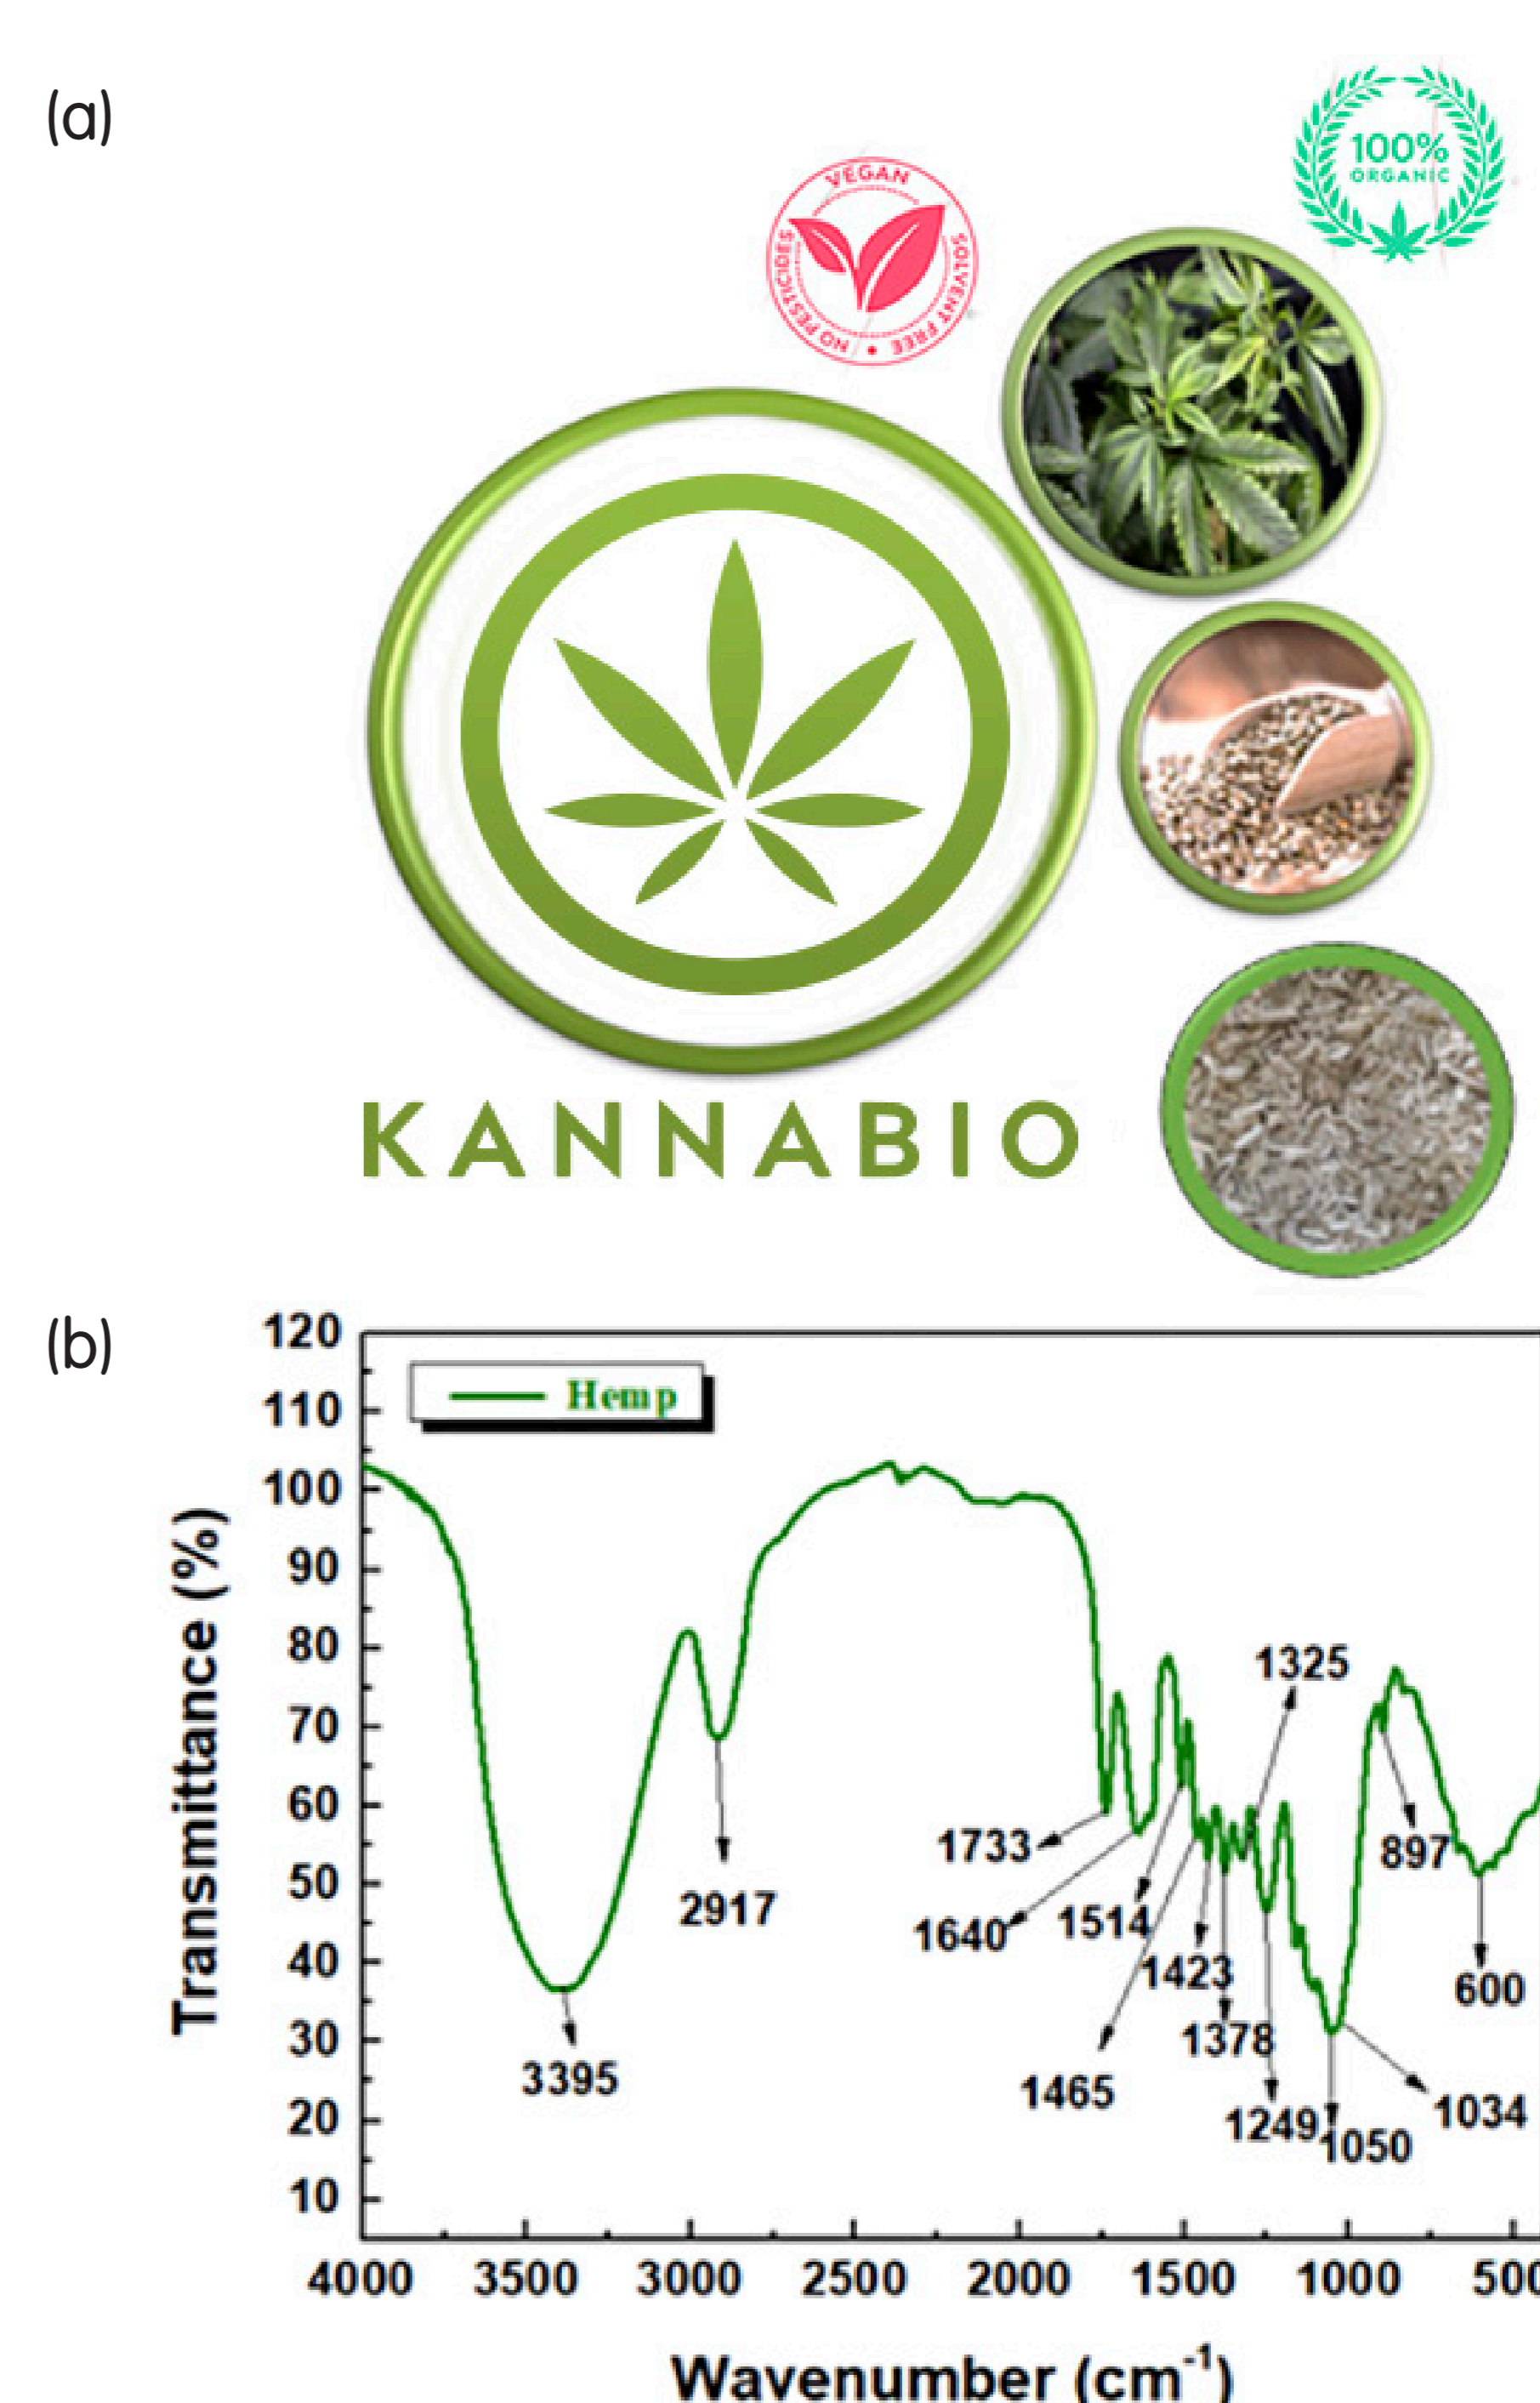 (a)
100%
ORGANIC
VEGAN
NO PESTICIDES • SOLVENT FREE
KANNABIO
(b)
Hemp
Transmittance (%)
120
110
100
90
80
70
60
50
40
30
20
10
1325
1733
897
2917
1640
1514
1423
600
1378
3395
1465
1034
1249
1050
4000 3500 3000 2500 2000 1500 1000 500
Wavenumber (cm⁻¹)